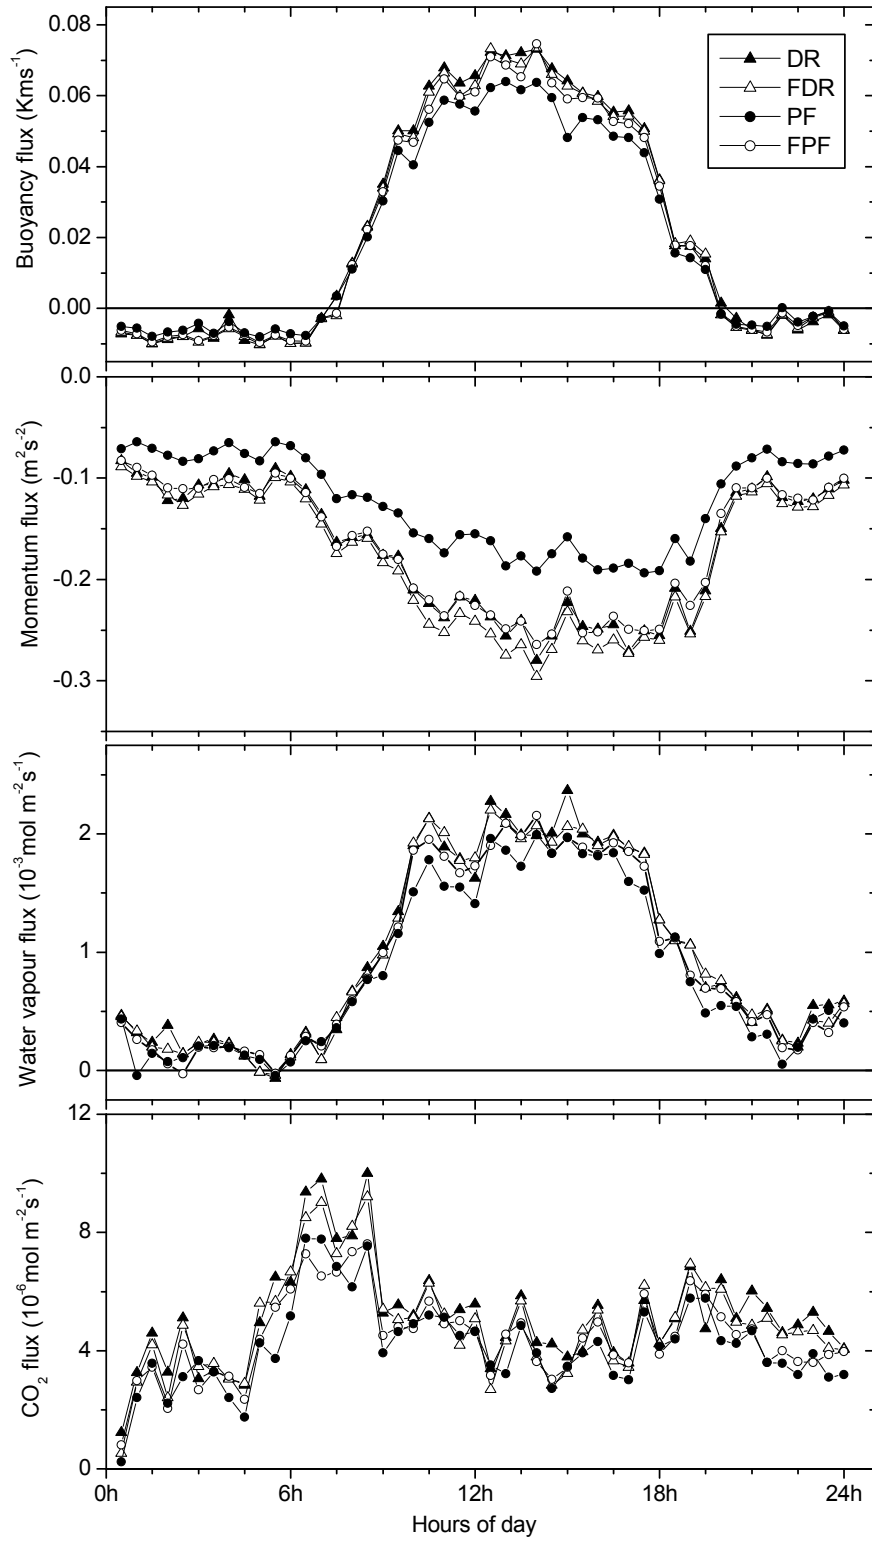 0.08
0.06
0.04
0.02
0.00
Buoyancy flux (Kms⁻¹)
DR
FDR
PF
FPF
0.0
-0.1
-0.2
-0.3
Momentum flux (m²s⁻²)
2
1
0
Water vapour flux (10⁻³mol m⁻²s⁻¹)
12
8
4
0
CO₂ flux (10⁻⁶mol m⁻²s⁻¹)
0h 6h 12h 18h 24h
Hours of day